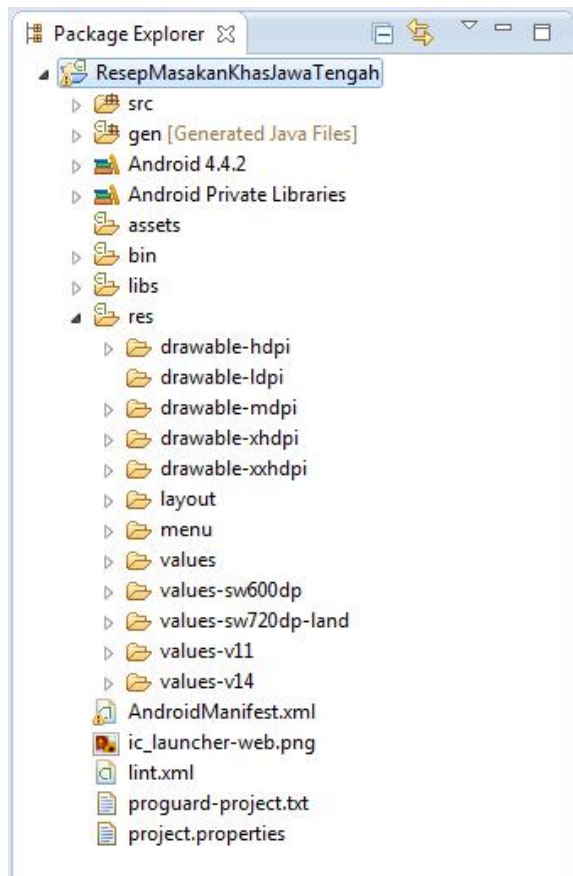 Package Explorer
ResepMasakanKhasJawaTengah
src
gen [Generated Java Files]
Android 4.4.2
Android Private Libraries
assets
bin
libs
res
drawable-hdpi
drawable-ldpi
drawable-mdpi
drawable-xhdpi
drawable-xxhdpi
layout
menu
values
values-sw600dp
values-sw720dp-land
values-v11
values-v14
AndroidManifest.xml
ic_launcher-web.png
lint.xml
proguard-project.txt
project.properties